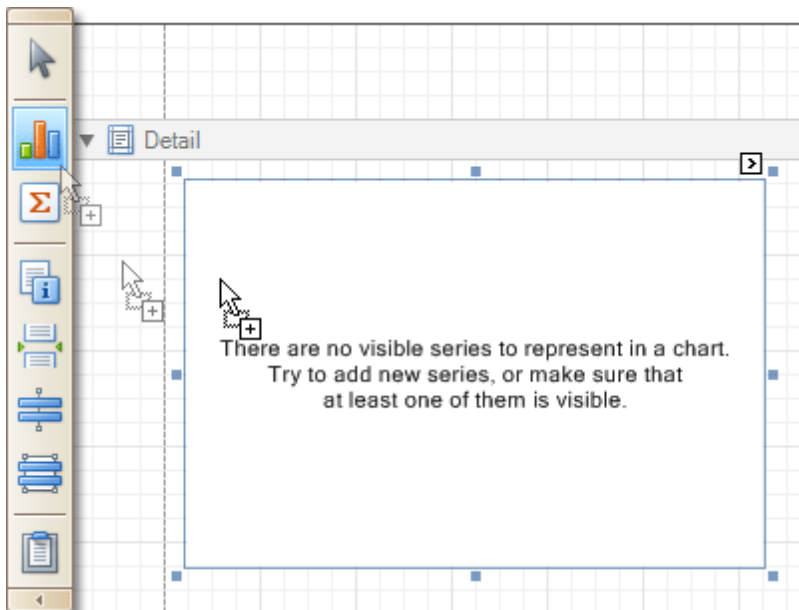 Detail
There are no visible series to represent in a chart.
Try to add new series, or make sure that
at least one of them is visible.